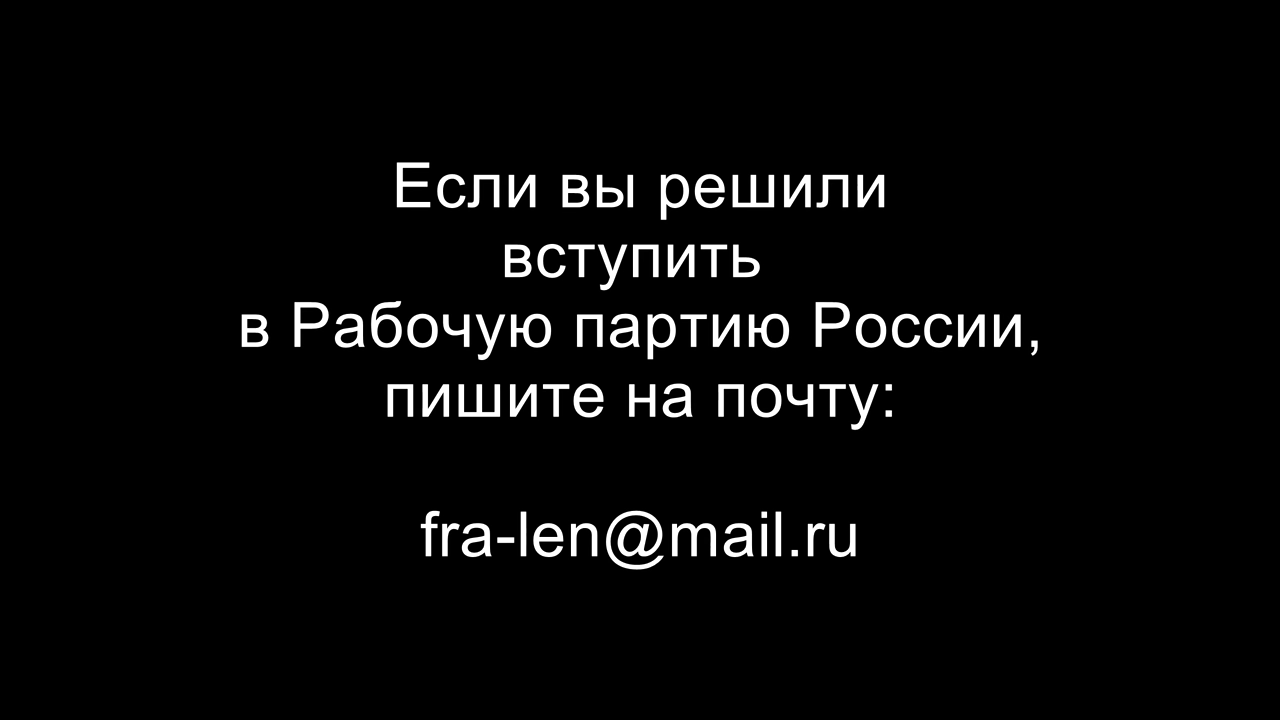 Если вы решили
вступить
в Рабочую партию России,
пишите на почту:
fra-len@mail.ru